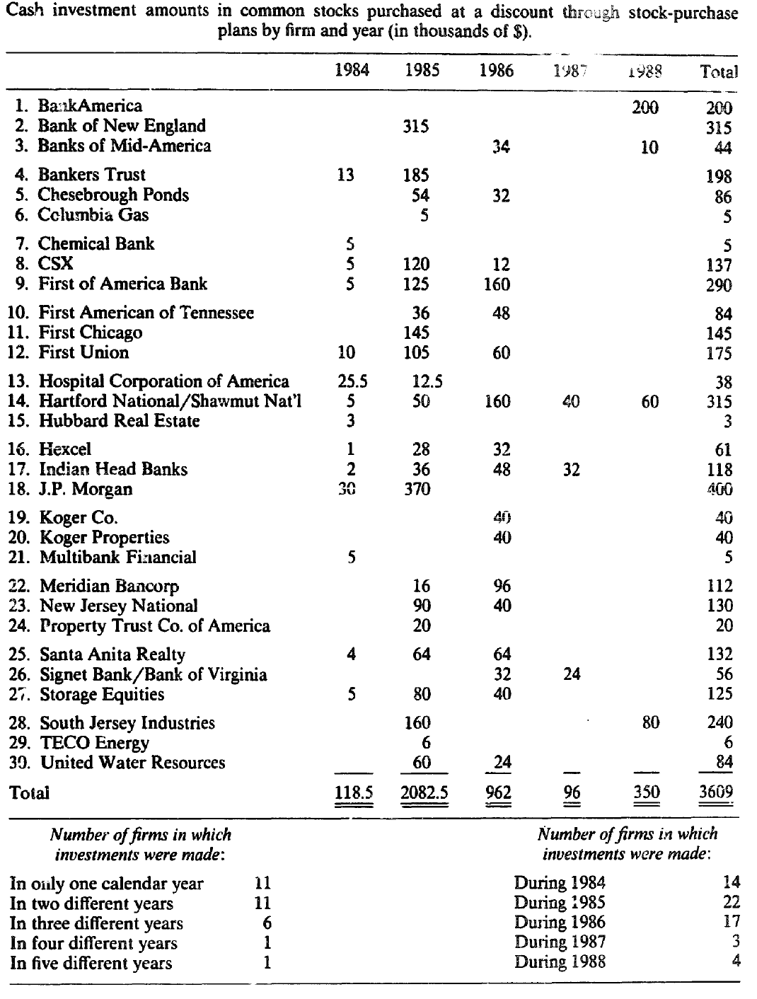 Cash investment amounts in common stocks purchased at a discount through stock-purchase
plans by firm and year (in thousands of $).
1984 1985 1986 1987 1988 Total
1. BankAmerica 200 200
2. Bank of New England 315 315
3. Banks of Mid-America 34 10 44
4. Bankers Trust 13 185 198
5. Chesebrough Ponds 54 32 86
6. Columbia Gas 5 5
7. Chemical Bank 5 5
8. CSX 5 120 12 137
9. First of America Bank 5 125 160 290
10. First American of Tennessee 36 48 84
11. First Chicago 145 145
12. First Union 10 105 60 175
13. Hospital Corporation of America 25.5 12.5 38
14. Hartford National/Shawmut Nat'l 5 50 160 40 60 315
15. Hubbard Real Estate 3 3
16. Hexcel 1 28 32 61
17. Indian Head Banks 2 36 48 32 118
18. J.P. Morgan 30 370 400
19. Koger Co. 40 40
20. Koger Properties 40 40
21. Multibank Financial 5 5
22. Meridian Bancorp 16 96 112
23. New Jersey National 90 40 130
24. Property Trust Co. of America 20 20
25. Santa Anita Realty 4 64 64 132
26. Signet Bank/Bank of Virginia 32 24 56
27. Storage Equities 5 80 40 125
28. South Jersey Industries 160 80 240
29. TECO Energy 6 6
30. United Water Resources 60 24 84
Total 118.5 2082.5 962 96 350 3609
Number of firms in which
investments were made:
In only one calendar year 11
In two different years 11
In three different years 6
In four different years 1
In five different years 1
Number of firms in which
investments were made:
During 1984 14
During 1985 22
During 1986 17
During 1987 3
During 1988 4